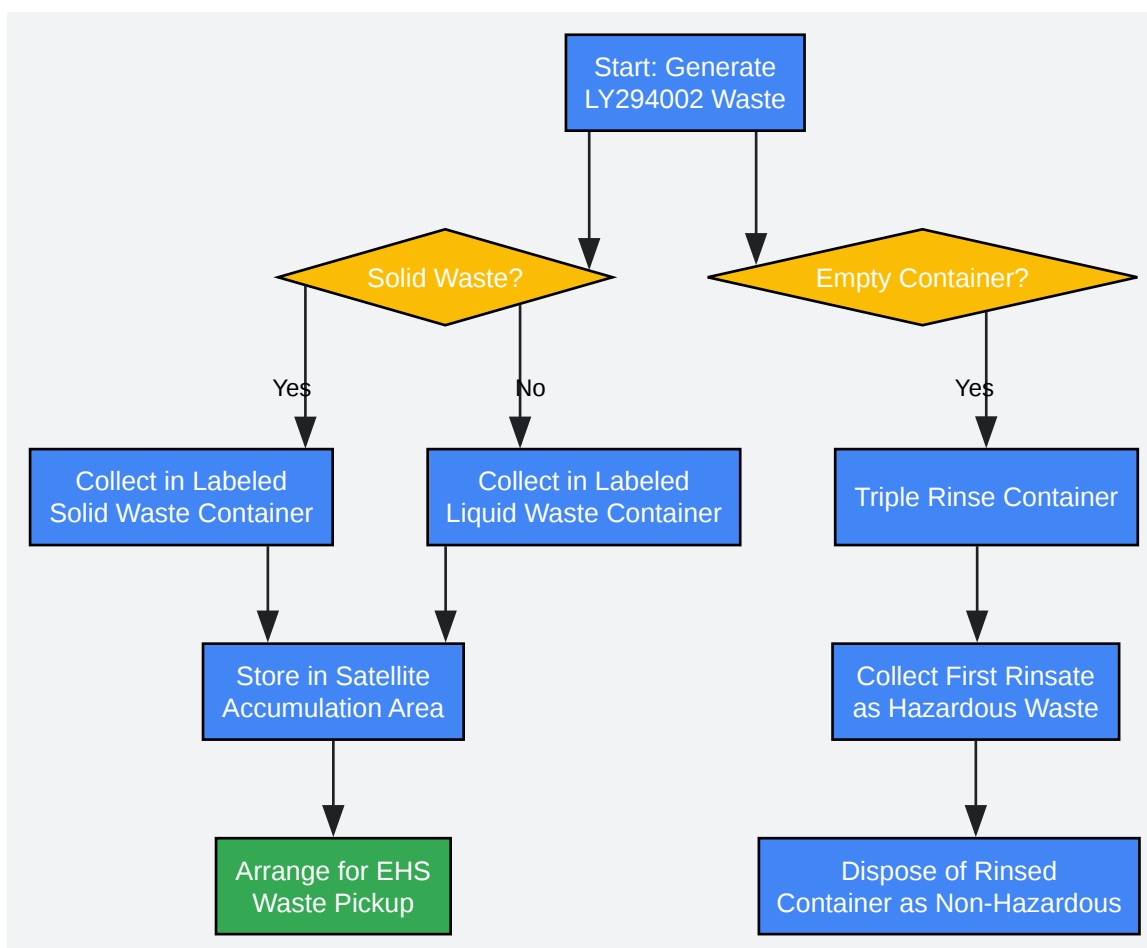 Start: Generate
LY294002 Waste
Solid Waste?
Empty Container?
Yes
No
Yes
Collect in Labeled
Solid Waste Container
Collect in Labeled
Liquid Waste Container
Triple Rinse Container
Store in Satellite
Accumulation Area
Collect First Rinsate
as Hazardous Waste
Arrange for EHS
Waste Pickup
Dispose of Rinsed
Container as Non-Hazardous